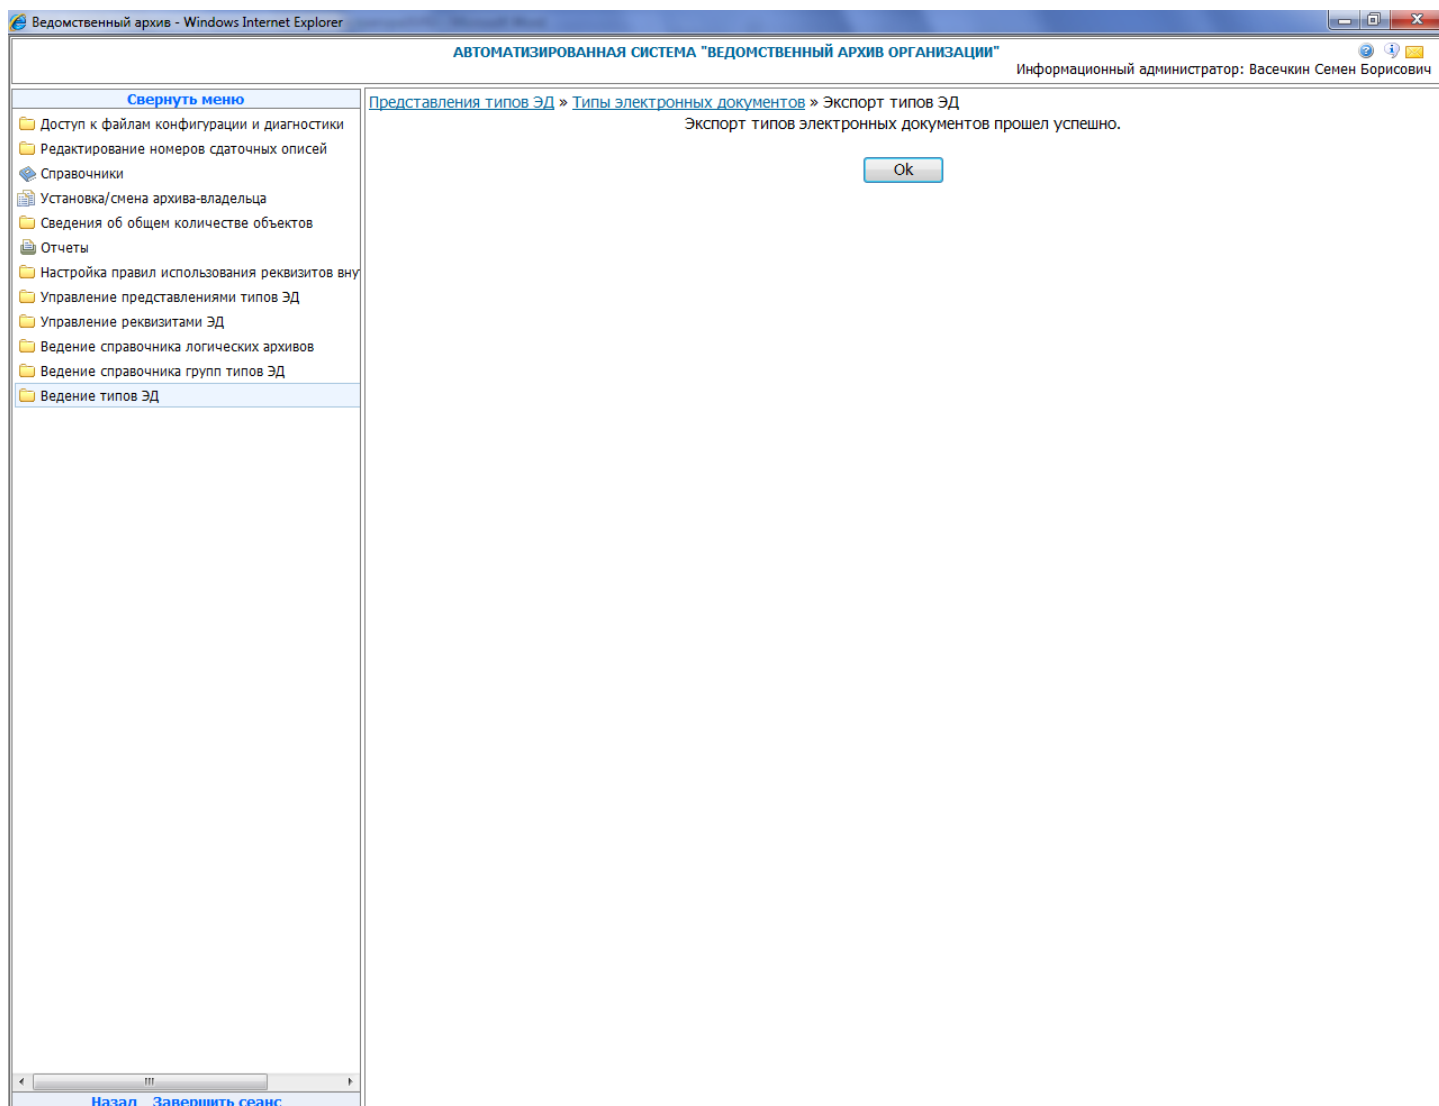 Ведомственный архив - Windows Internet Explorer
АВТОМАТИЗИРОВАННАЯ СИСТЕМА "ВЕДОМСТВЕННЫЙ АРХИВ ОРГАНИЗАЦИИ"
Информационный администратор: Васечкин Семен Борисович
Свернуть меню
Доступ к файлам конфигурации и диагностики
Редактирование номеров сдаточных описей
Справочники
Установка/смена архива-владельца
Сведения об общем количестве объектов
Отчеты
Настройка правил использования реквизитов вну
Управление представлениями типов ЭД
Управление реквизитами ЭД
Ведение справочника логических архивов
Ведение справочника групп типов ЭД
Ведение типов ЭД
Назад Завершить сеанс
Представления типов ЭД » Типы электронных документов » Экспорт типов ЭД
Экспорт типов электронных документов прошел успешно.
Ok